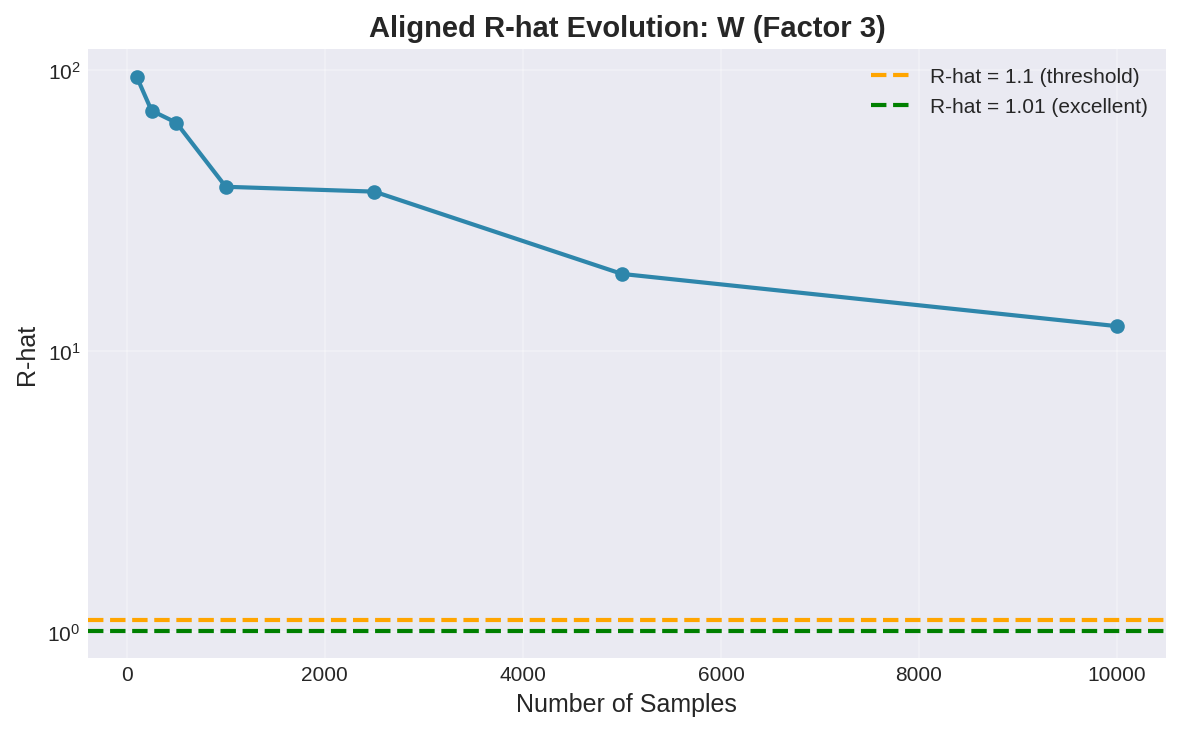 Aligned R-hat Evolution: W (Factor 3)
R-hat = 1.1 (threshold)
R-hat = 1.01 (excellent)
10²
10¹
10⁰
R-hat
0 2000 4000 6000 8000 10000
Number of Samples